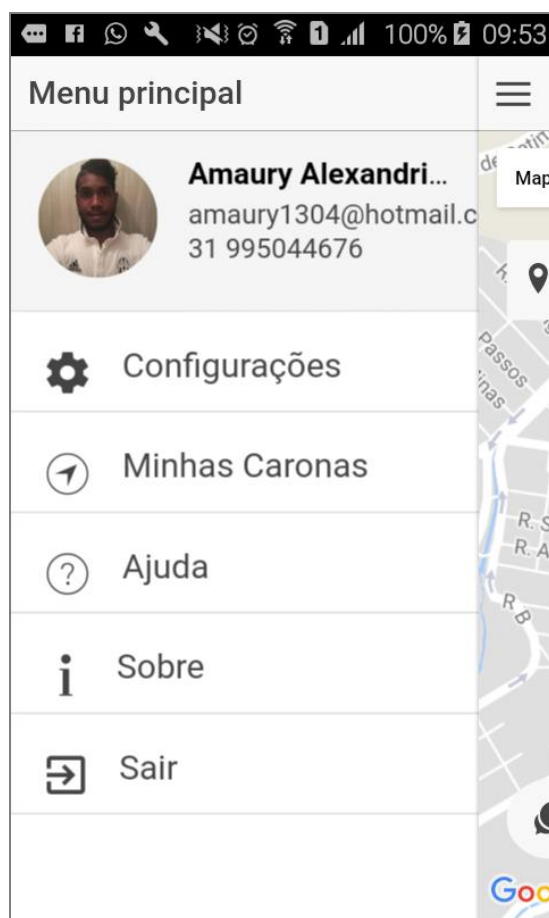 100% 09:53
Menu principal
Amaury Alexandri...
amaury1304@hotmail.c
31 995044676
Map
Configurações
Passos
Minhas Caronas
R. S
R. A
Ajuda
R B
Sobre
Sair
Goo